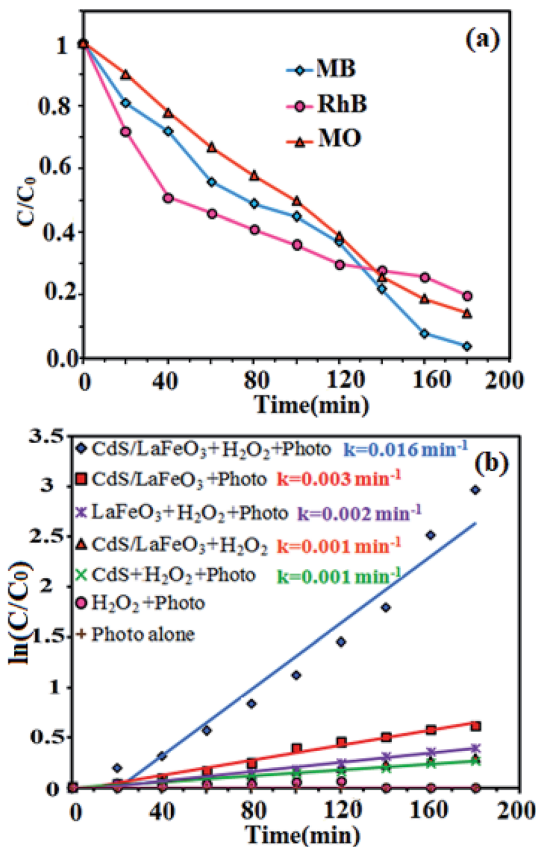 (a)
1
0.8
0.6
0.4
0.2
0.0
C/C0
MB
RhB
MO
0 40 80 120 160 200
Time(min)
(b)
3.5
3
2.5
2
1.5
1
0.5
0
ln(C/C0)
CdS/LaFeO3+H2O2+Photo k=0.016 min-1
CdS/LaFeO3+Photo k=0.003 min-1
LaFeO3+H2O2+Photo k=0.002 min-1
CdS/LaFeO3+H2O2 k=0.001 min-1
CdS+H2O2+Photo k=0.001 min-1
H2O2+Photo
Photo alone
0 40 80 120 160 200
Time(min)